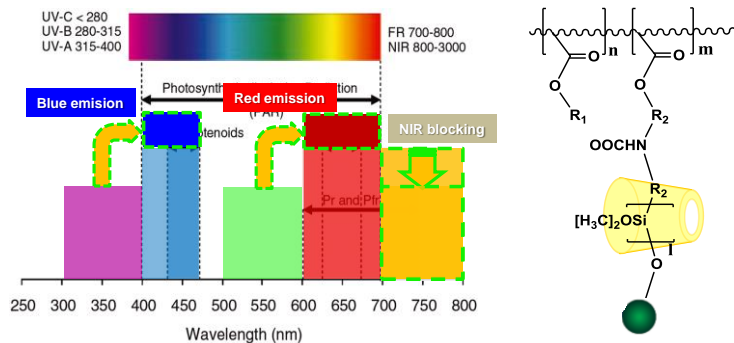 UV-C < 280
UV-B 280-315
UV-A 315-400
FR 700-800
NIR 800-3000
Blue emision
Red emission
NIR blocking
Pr and Pfr
250 300 350 400 450 500 550 600 650 700 750 800
Wavelength (nm)
n
m
O
O
O
O
R1
R2
OOCHN
R2
[H3C]2OSi
l
O